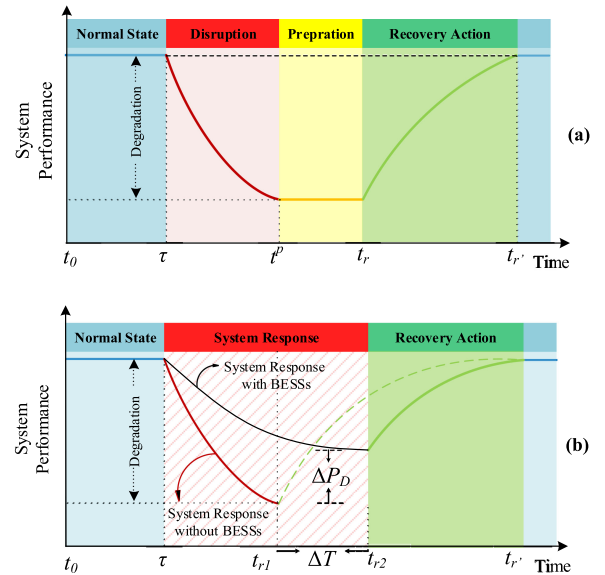 Normal State Disruption Prepration Recovery Action
System
Performance
Degradation
(a)
t0 τ t^p tr tr' Time
Normal State System Response Recovery Action
System
Performance
Degradation
System Response
with BESSs
ΔP_D
System Response
without BESSs
(b)
t0 τ tr1 ΔT tr2 tr' Time